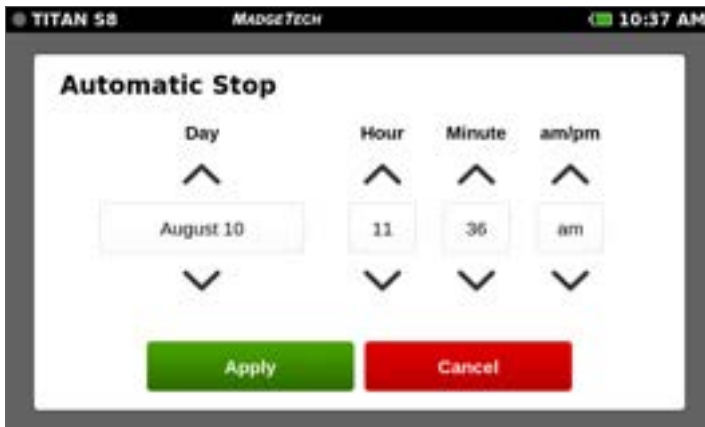 TITAN S8 MADGETECH 10:37 AM
Automatic Stop
Day Hour Minute am/pm
August 10 11 36 am
Apply Cancel